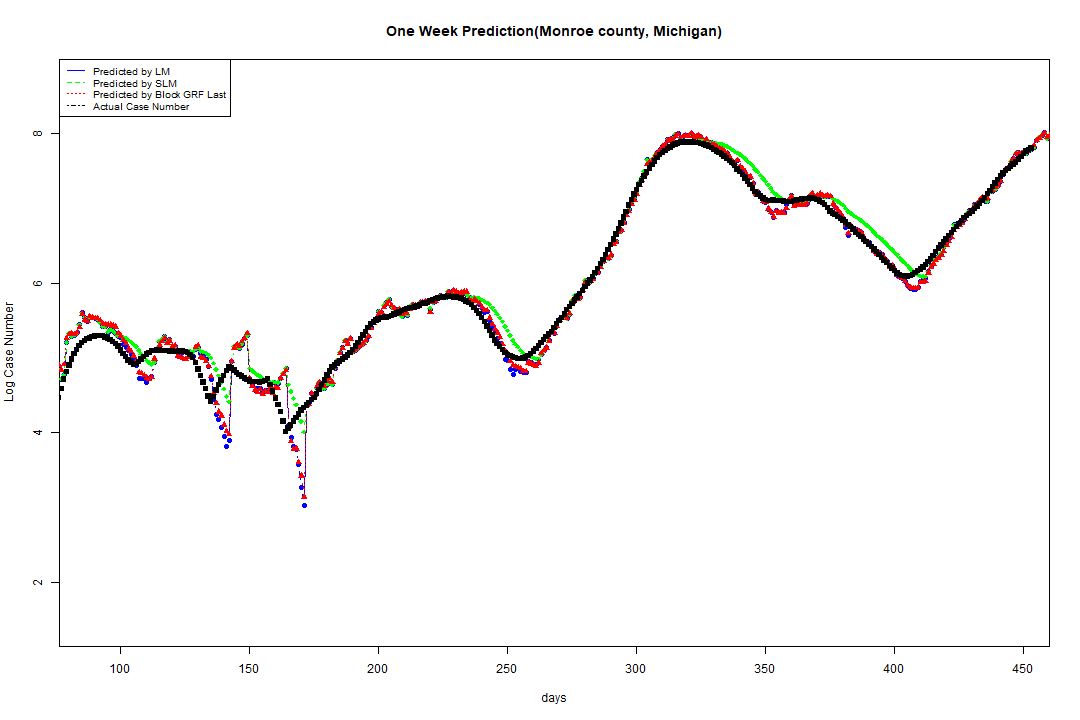 One Week Prediction(Monroe county, Michigan)
Predicted by LM
Predicted by SLM
Predicted by Block GRF Last
Actual Case Number
8
6
4
2
Log Case Number
100 150 200 250 300 350 400 450
days